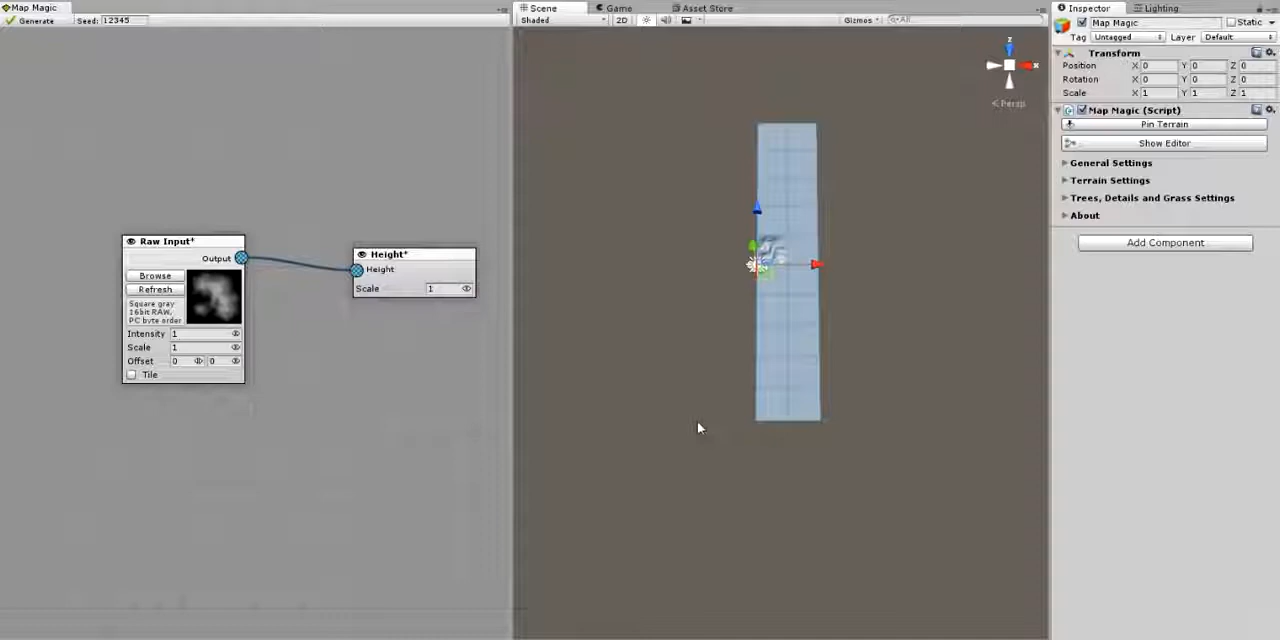 Map Magic
Generate Seed: 12345
Raw Input*
Output
Browse
Refresh
Square gray
16bit RAW,
PC byte order
Intensity 1
Scale 1
Offset 0 0
Tile
Height*
Height
Scale 1
Scene Game Asset Store
Shaded 2D Gizmos All
z
x
Persp
Inspector Lighting
Map Magic Static
Tag Untagged Layer Default
Transform
Position X 0 Y 0 Z 0
Rotation X 0 Y 0 Z 0
Scale X 1 Y 1 Z 1
Map Magic (Script)
Pin Terrain
Show Editor
General Settings
Terrain Settings
Trees, Details and Grass Settings
About
Add Component